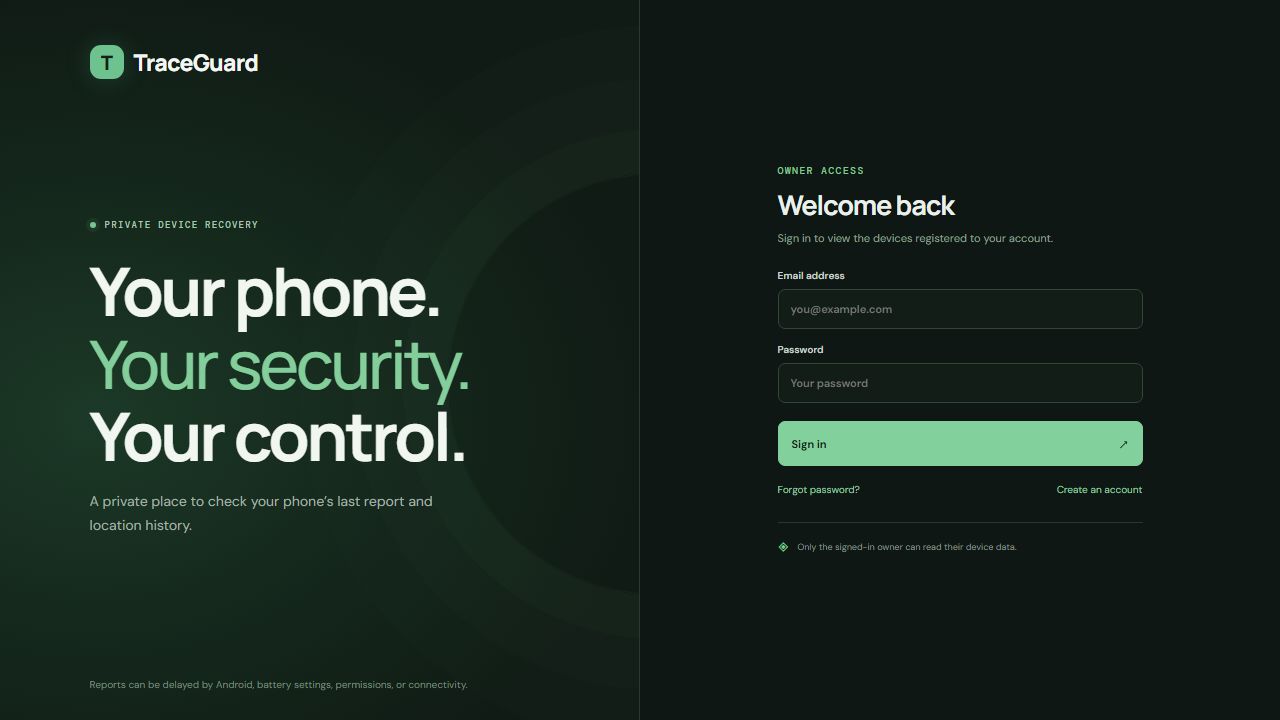 T TraceGuard
PRIVATE DEVICE RECOVERY
Your phone.
Your security.
Your control.
A private place to check your phone’s last report and
location history.
Reports can be delayed by Android, battery settings, permissions, or connectivity.
OWNER ACCESS
Welcome back
Sign in to view the devices registered to your account.
Email address
you@example.com
Password
Your password
Sign in ↗
Forgot password? Create an account
Only the signed-in owner can read their device data.